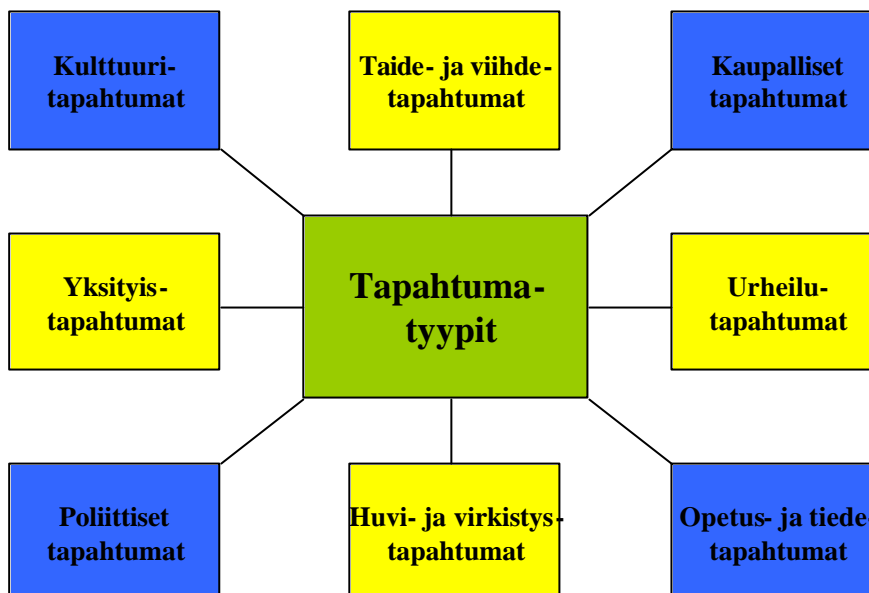 Kulttuuri-
tapahtumat
Taide- ja viihde-
tapahtumat
Kaupalliset
tapahtumat
Yksityis-
tapahtumat
Tapahtuma-
tyypit
Urheilu-
tapahtumat
Poliittiset
tapahtumat
Huvi- ja virkistys-
tapahtumat
Opetus- ja tiede-
tapahtumat